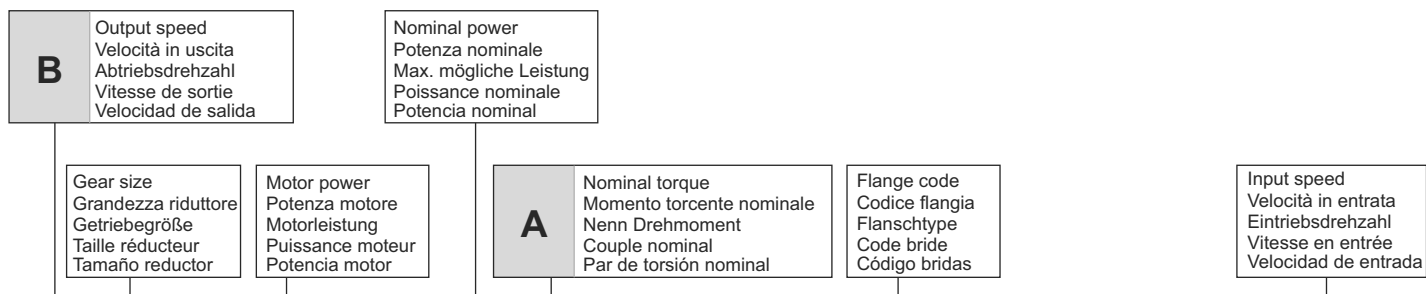 B
Output speed
Velocità in uscita
Abtriebsdrehzahl
Vitesse de sortie
Velocidad de salida
Nominal power
Potenza nominale
Max. mögliche Leistung
Poissance nominale
Potencia nominal
Gear size
Grandezza riduttore
Getriebegröße
Taille réducteur
Tamaño reductor
Motor power
Potenza motore
Motorleistung
Puissance moteur
Potencia motor
A
Nominal torque
Momento torcente nominale
Nenn Drehmoment
Couple nominal
Par de torsión nominal
Flange code
Codice flangia
Flanschtype
Code bride
Código bridas
Input speed
Velocità in entrata
Eintriebsdrehzahl
Vitesse en entrée
Velocidad de entrada